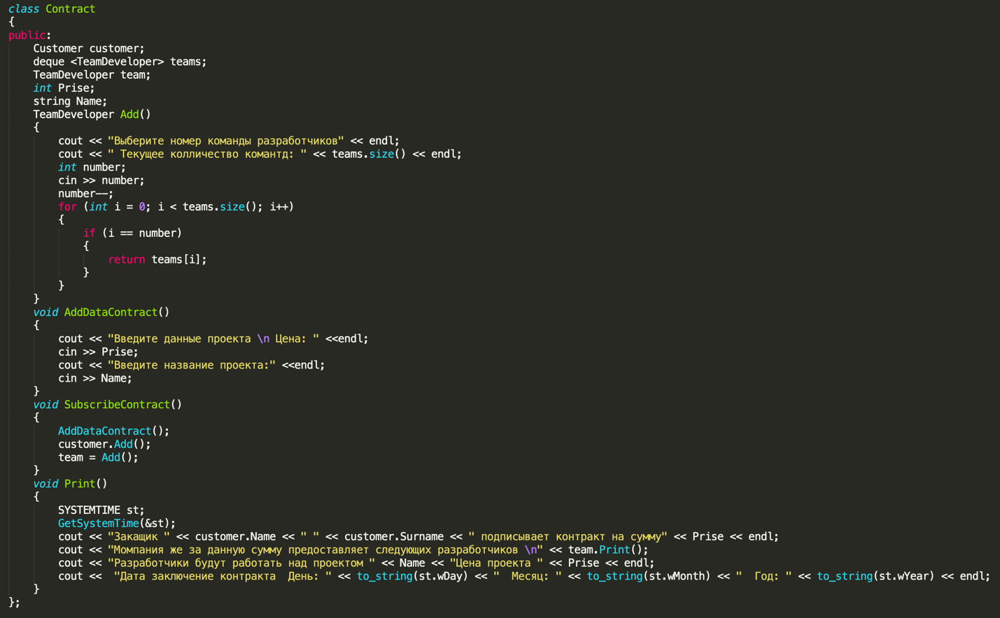 class Contract
{
public:
    Customer customer;
    deque <TeamDeveloper> teams;
    TeamDeveloper team;
    int Prise;
    string Name;
    TeamDeveloper Add()
    {
        cout << "Выберите номер команды разработчиков" << endl;
        cout << " Текущее колличество комантд: " << teams.size() << endl;
        int number;
        cin >> number;
        number--;
        for (int i = 0; i < teams.size(); i++)
        {
            if (i == number)
            {
                return teams[i];
            }
        }
    }
    void AddDataContract()
    {
        cout << "Введите данные проекта \n Цена: " <<endl;
        cin >> Prise;
        cout << "Введите название проекта:" <<endl;
        cin >> Name;
    }
    void SubscribeContract()
    {
        AddDataContract();
        customer.Add();
        team = Add();
    }
    void Print()
    {
        SYSTEMTIME st;
        GetSystemTime(&st);
        cout << "Закащик " << customer.Name << " " << customer.Surname << " подписывает контракт на сумму" << Prise << endl;
        cout << "Момпания же за данную сумму предоставляет следующих разработчиков \n" << team.Print();
        cout << "Разработчики будут работать над проектом " << Name << "Цена проекта " << Prise << endl;
        cout <<  "Дата заключение контракта  День: " << to_string(st.wDay) << "  Месяц: " << to_string(st.wMonth) << "  Год: " << to_string(st.wYear) << endl;
    }
};